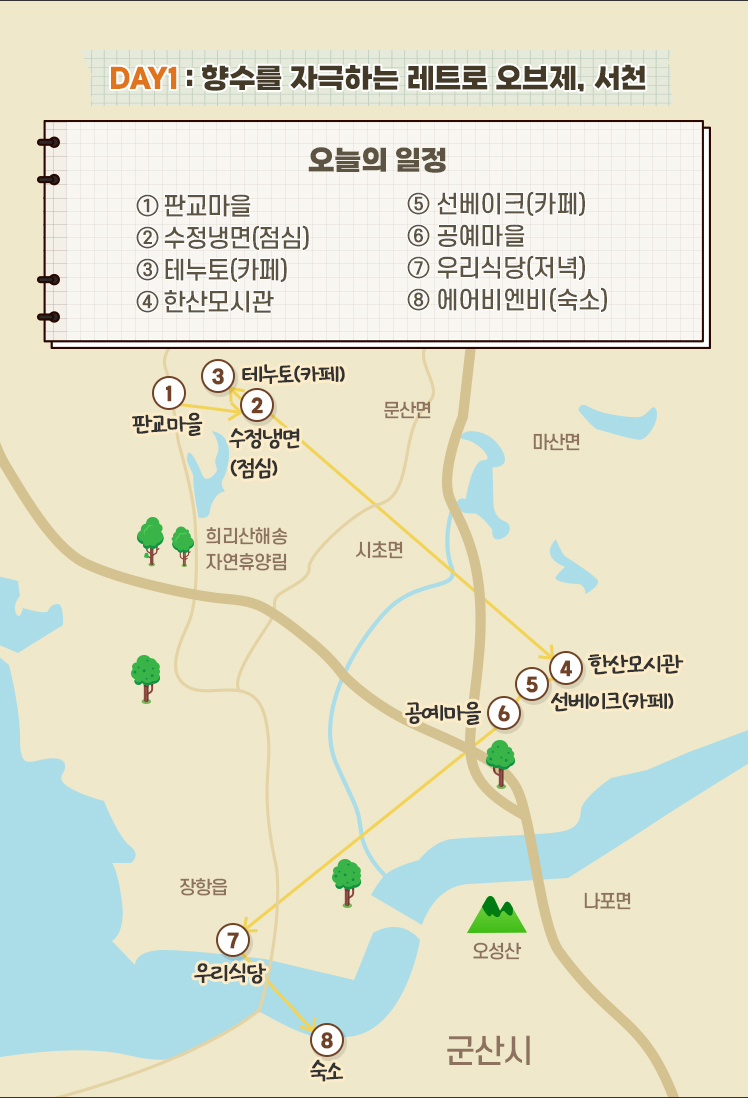 DAY1 : 향수를 자극하는 레트로 오브제, 서천
오늘의 일정
① 판교마을
② 수정냉면(점심)
③ 테누토(카페)
④ 한산모시관
⑤ 선베이크(카페)
⑥ 공예마을
⑦ 우리식당(저녁)
⑧ 에어비엔비(숙소)
3 테누토(카페)
1
판교마을
2
수정냉면
(점심)
문산면
마산면
희리산해송
자연휴양림
시초면
4 한산모시관
5
선베이크(카페)
공예마을 6
장항읍
나포면
7
우리식당
오성산
8
숙소
군산시